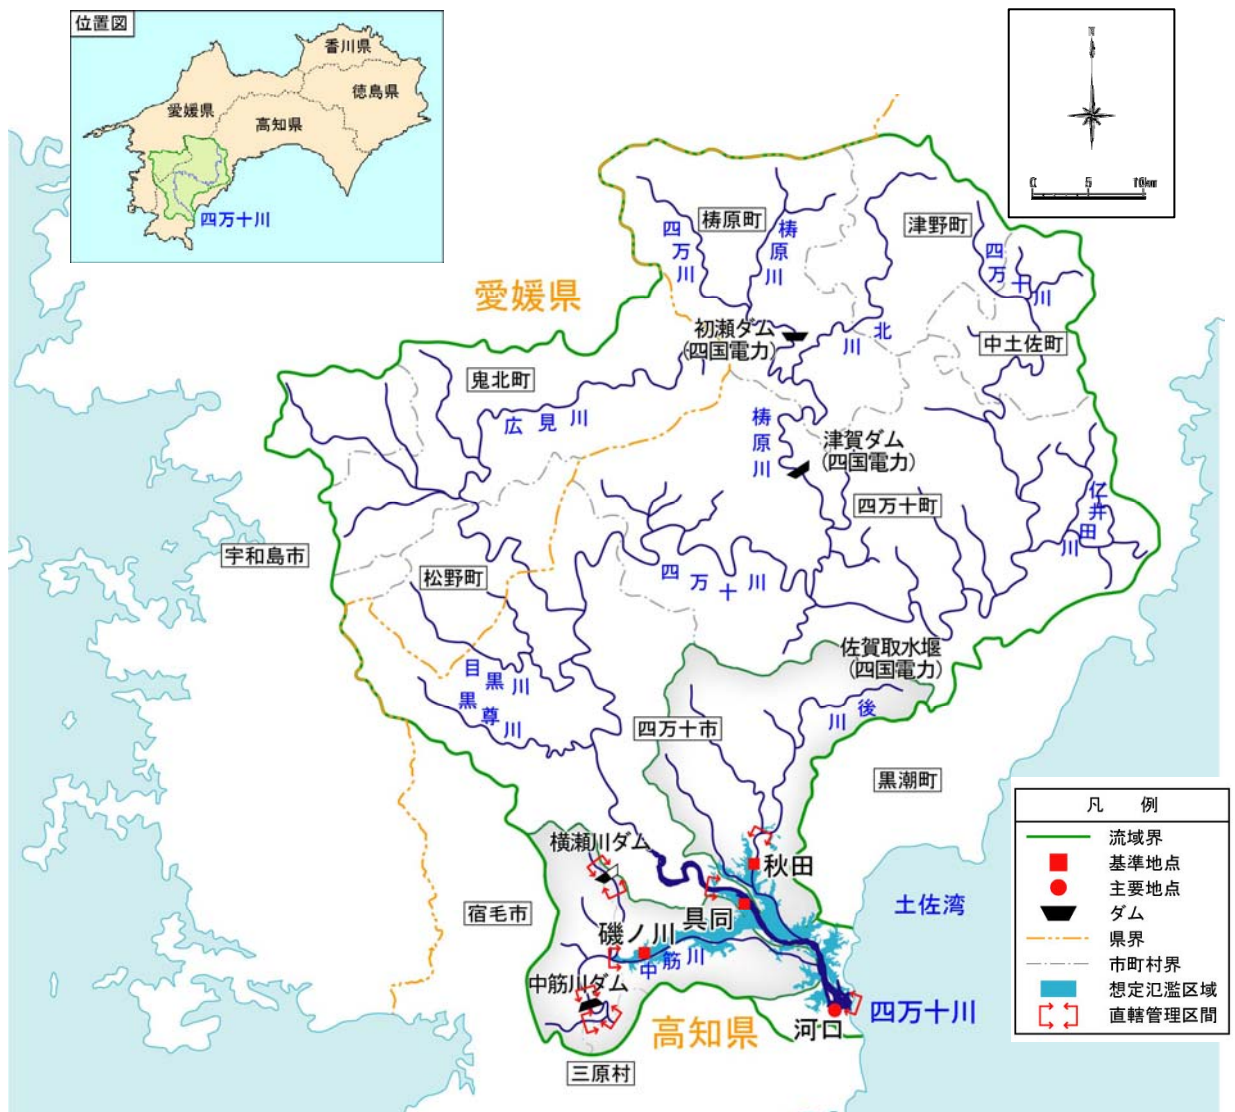 位置図
香川県
徳島県
愛媛県
高知県
四万十川
N
0 5 10km
梼原町
津野町
四万川
梼原川
四万十川
愛媛県
初瀬ダム
(四国電力)
北川
中土佐町
鬼北町
広見川
梼原川
津賀ダム
(四国電力)
四万十町
仁井田川
宇和島市
松野町
四万十川
佐賀取水堰
(四国電力)
目黒川
黒尊川
後川
四万十市
黒潮町
横瀬川ダム
秋田
宿毛市
具同
磯ノ川
中筋川
中筋川ダム
土佐湾
四万十川
高知県
河口
三原村
凡 例
流域界
基準地点
主要地点
ダム
県界
市町村界
想定氾濫区域
直轄管理区間